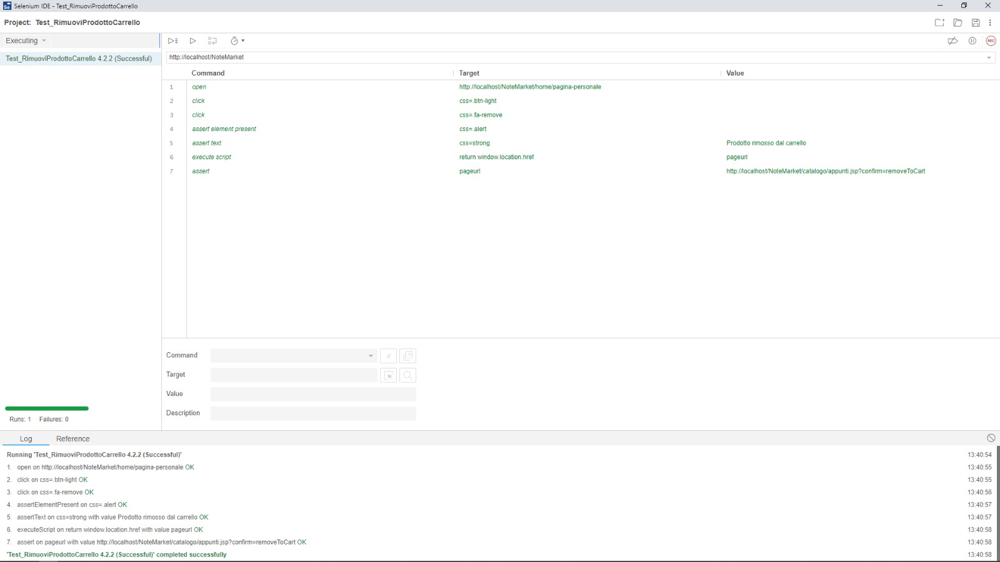 Selenium IDE - Test_RimuoviProdottoCarrello
Project: Test_RimuoviProdottoCarrello
Executing
REC
Test_RimuoviProdottoCarrello 4.2.2 (Successful)
http://localhost/NoteMarket
Command Target Value
1 open http://localhost/NoteMarket/home/pagina-personale
2 click css=.btn-light
3 click css=.fa-remove
4 assert element present css=.alert
5 assert text css=strong Prodotto rimosso dal carrello
6 execute script return window.location.href pageurl
7 assert pageurl http://localhost/NoteMarket/catalogo/appunti.jsp?confirm=removeToCart
Command //
Target
Value
Description
Runs: 1 Failures: 0
Log Reference
Running 'Test_RimuoviProdottoCarrello 4.2.2 (Successful)' 13:40:54
1. open on http://localhost/NoteMarket/home/pagina-personale OK 13:40:55
2. click on css=.btn-light OK 13:40:55
3. click on css=.fa-remove OK 13:40:56
4. assertElementPresent on css=.alert OK 13:40:57
5. assertText on css=strong with value Prodotto rimosso dal carrello OK 13:40:57
6. executeScript on return window.location.href with value pageurl OK 13:40:58
7. assert on pageurl with value http://localhost/NoteMarket/catalogo/appunti.jsp?confirm=removeToCart OK 13:40:58
'Test_RimuoviProdottoCarrello 4.2.2 (Successful)' completed successfully 13:40:58